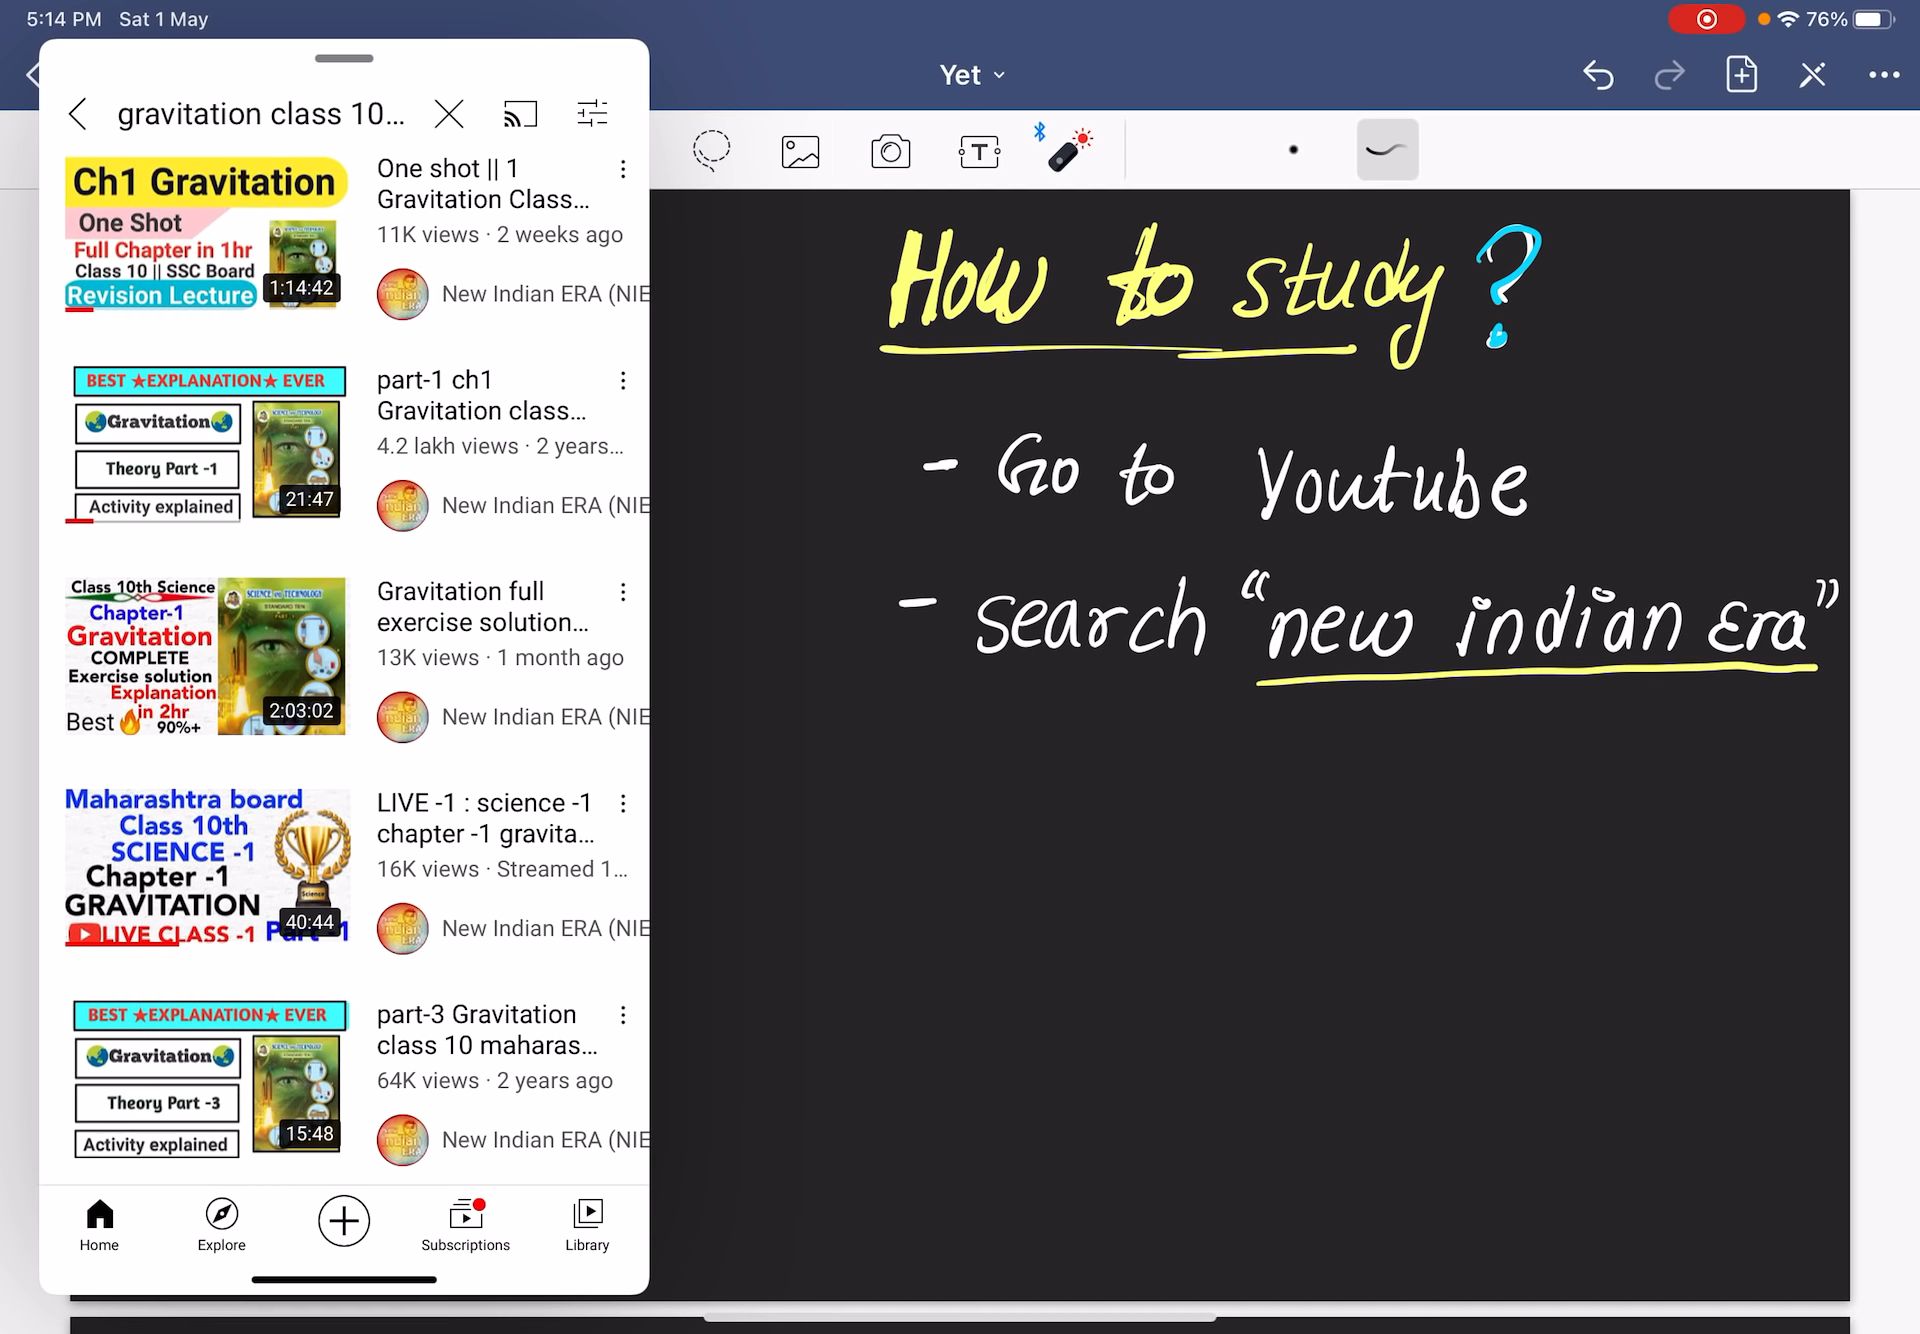 5:14 PM Sat 1 May
76%
Yet
gravitation class 10...
Ch1 Gravitation
One Shot
Full Chapter in 1hr
Class 10 || SSC Board
Revision Lecture
1:14:42
One shot || 1
Gravitation Class...
11K views · 2 weeks ago
New Indian ERA (NIE
BEST ★EXPLANATION★ EVER
Gravitation
Theory Part -1
Activity explained
21:47
part-1 ch1
Gravitation class...
4.2 lakh views · 2 years...
New Indian ERA (NIE
Class 10th Science
Chapter-1
Gravitation
COMPLETE
Exercise solution
Explanation
in 2hr
Best 90%+
SCIENCE AND TECHNOLOGY
STANDARD TEN
2:03:02
Gravitation full
exercise solution...
13K views · 1 month ago
New Indian ERA (NIE
Maharashtra board
Class 10th
SCIENCE -1
Chapter -1
GRAVITATION
LIVE CLASS -1 Part -1
Science
40:44
LIVE -1 : science -1
chapter -1 gravita...
16K views · Streamed 1...
New Indian ERA (NIE
BEST ★EXPLANATION★ EVER
Gravitation
Theory Part -3
Activity explained
15:48
part-3 Gravitation
class 10 maharas...
64K views · 2 years ago
New Indian ERA (NIE
Home
Explore
Subscriptions
Library
T
How to study?
- Go to Youtube
- search "new indian Era"